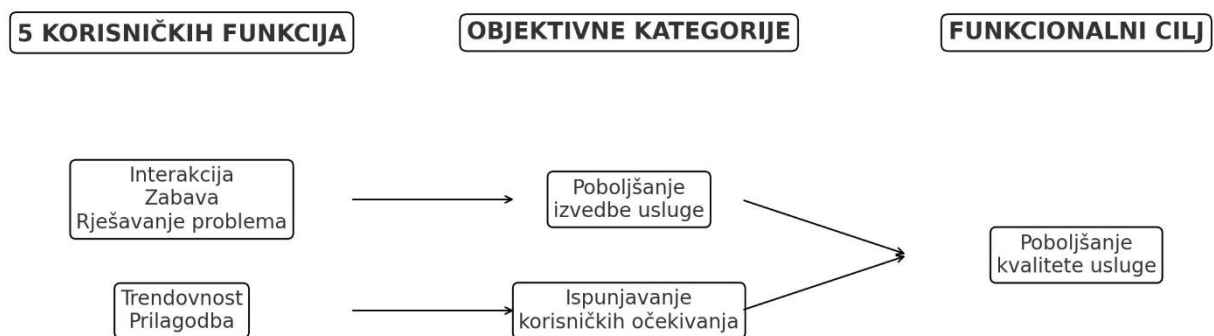 5 KORISNIČKIH FUNKCIJA
OBJEKTIVNE KATEGORIJE
FUNKCIONALNI CILJ
Interakcija
Zabava
Rješavanje problema
Poboljšanje
izvedbe usluge
Poboljšanje
kvalitete usluge
Trendovnost
Prilagodba
Ispunjavanje
korisničkih očekivanja